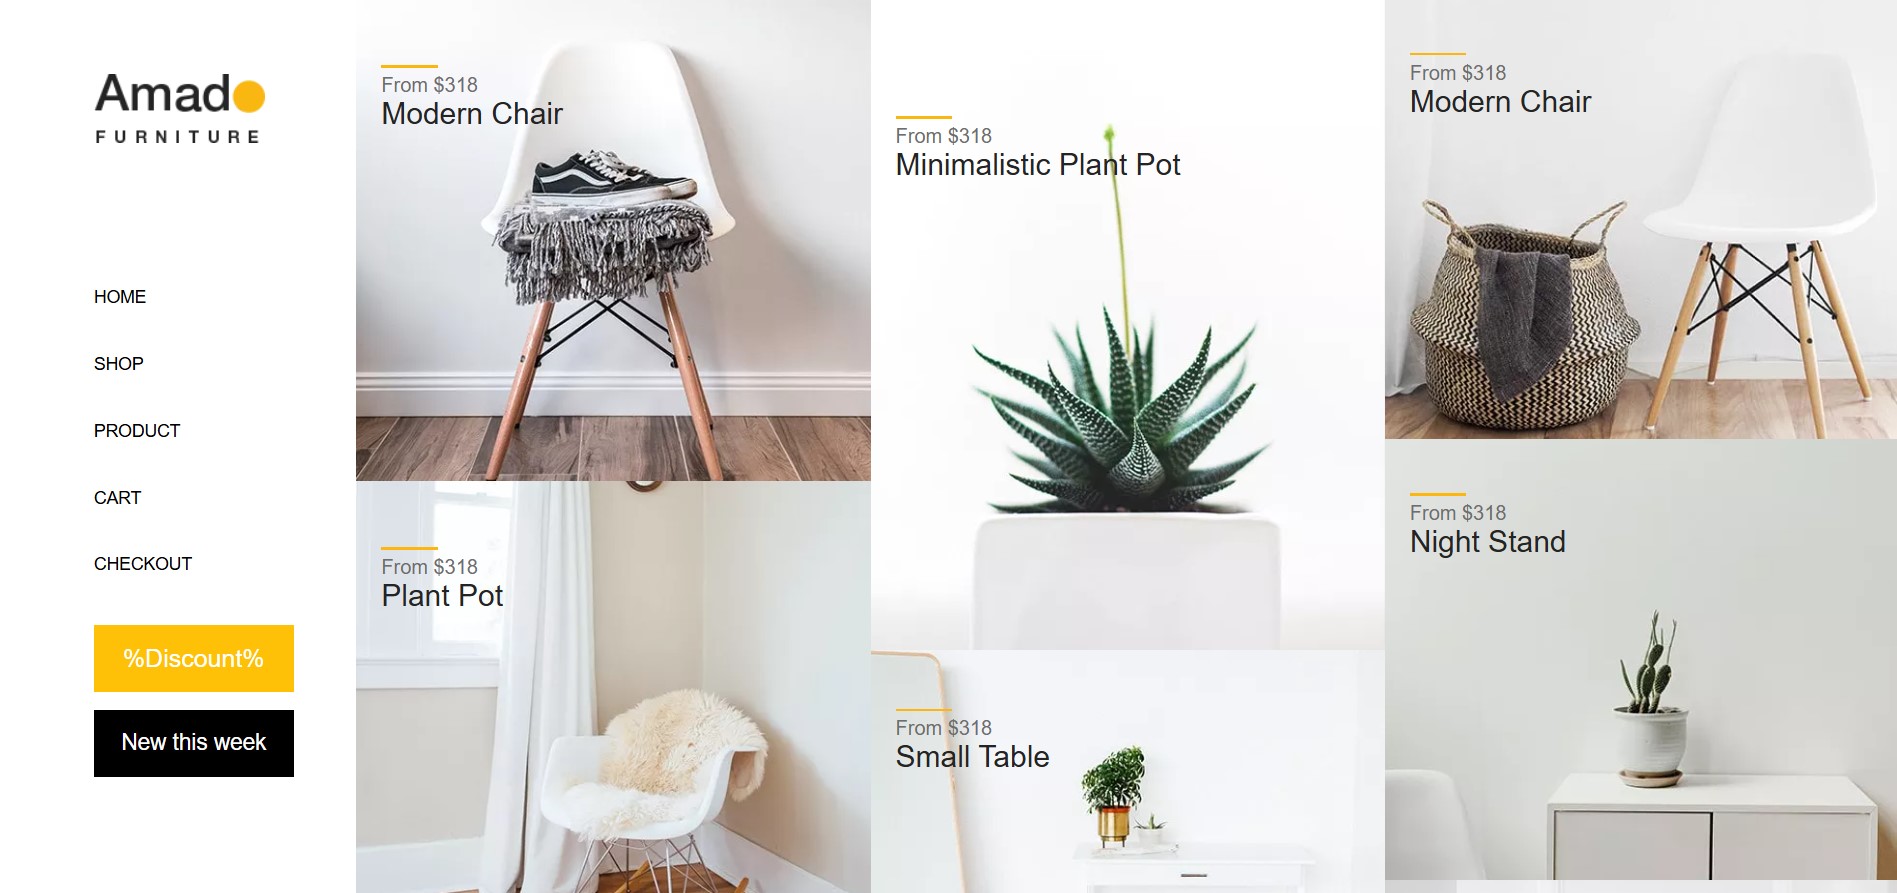 Amado
FURNITURE
HOME
SHOP
PRODUCT
CART
CHECKOUT
%Discount%
New this week
From $318
Modern Chair
From $318
Plant Pot
From $318
Minimalistic Plant Pot
From $318
Small Table
From $318
Modern Chair
From $318
Night Stand